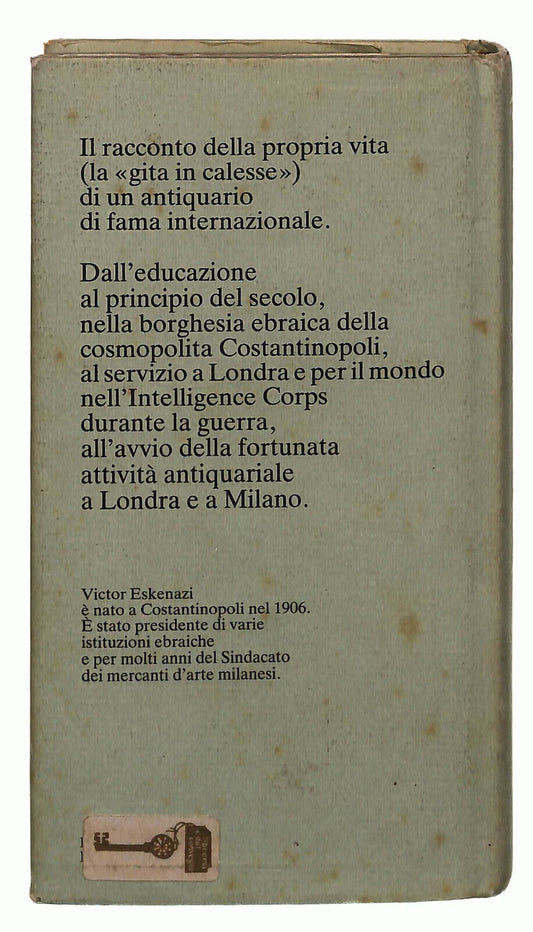 Il racconto della propria vita
(la «gita in calesse»)
di un antiquario
di fama internazionale.
Dall'educazione
al principio del secolo,
nella borghesia ebraica della
cosmopolita Costantinopoli,
al servizio a Londra e per il mondo
nell'Intelligence Corps
durante la guerra,
all'avvio della fortunata
attività antiquariale
a Londra e a Milano.
Victor Eskenazi
è nato a Costantinopoli nel 1906.
È stato presidente di varie
istituzioni ebraiche
e per molti anni del Sindacato
dei mercanti d'arte milanesi.